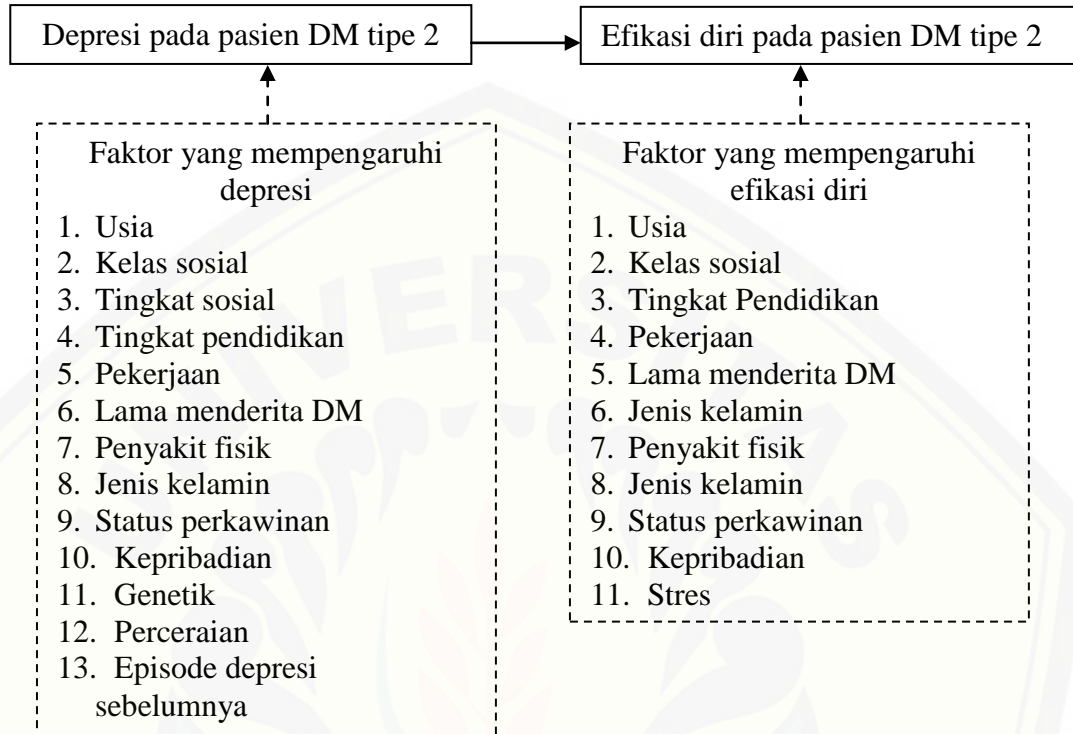 Depresi pada pasien DM tipe 2
Efikasi diri pada pasien DM tipe 2
Faktor yang mempengaruhi
depresi
1. Usia
2. Kelas sosial
3. Tingkat sosial
4. Tingkat pendidikan
5. Pekerjaan
6. Lama menderita DM
7. Penyakit fisik
8. Jenis kelamin
9. Status perkawinan
10. Kepribadian
11. Genetik
12. Perceraian
13. Episode depresi
sebelumnya
Faktor yang mempengaruhi
efikasi diri
1. Usia
2. Kelas sosial
3. Tingkat Pendidikan
4. Pekerjaan
5. Lama menderita DM
6. Jenis kelamin
7. Penyakit fisik
8. Jenis kelamin
9. Status perkawinan
10. Kepribadian
11. Stres
UNIVERSITAS